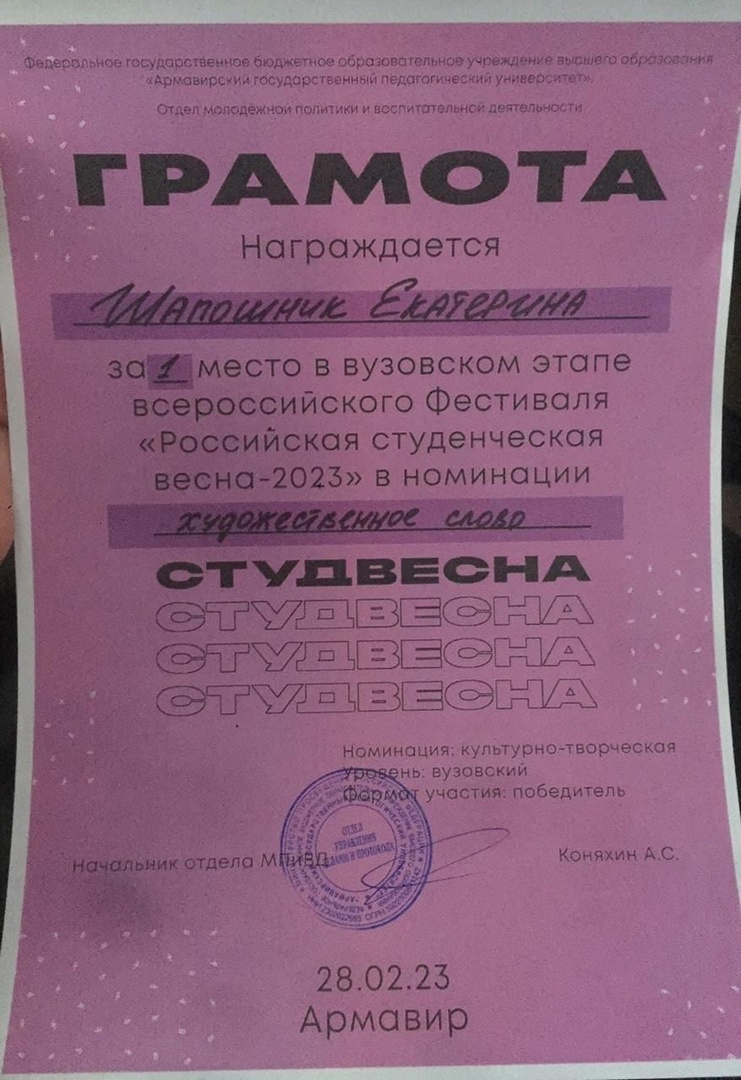 Федеральное государственное бюджетное образовательное учреждение высшего образования
«Армавирский государственный педагогический университет».
Отдел молодёжной политики и воспитательной деятельности
ГРАМОТА
Награждается
Шапошник Екатерина
за 1 место в вузовском этапе
всероссийского Фестиваля
«Российская студенческая
весна-2023» в номинации
художественное слово
СТУДВЕСНА
СТУДВЕСНА
СТУДВЕСНА
СТУДВЕСНА
Номинация: культурно-творческая
Уровень: вузовский
Формат участия: победитель
ОТДЕЛ
УПРАВЛЕНИЯ
Начальник отдела МПиВД
Коняхин А.С.
28.02.23
Армавир